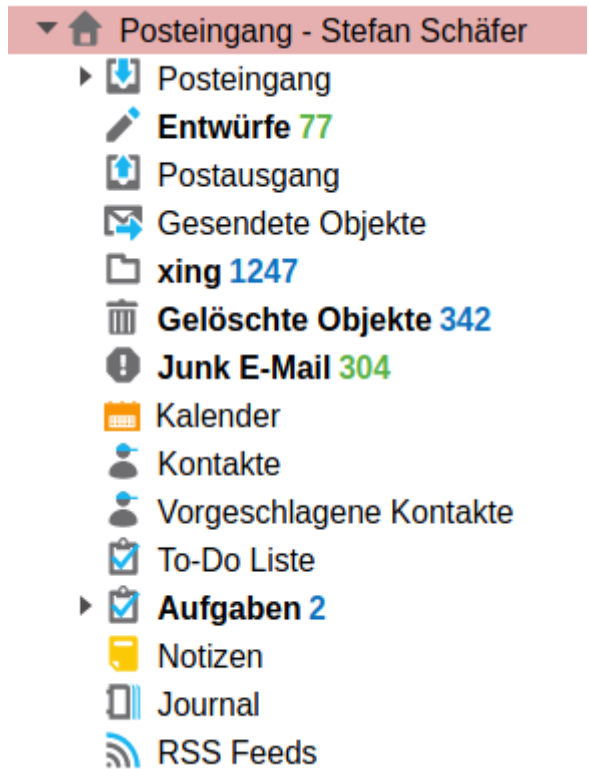 Posteingang - Stefan Schäfer
Posteingang
Entwürfe 77
Postausgang
Gesendete Objekte
xing 1247
Gelöschte Objekte 342
Junk E-Mail 304
Kalender
Kontakte
Vorgeschlagene Kontakte
To-Do Liste
Aufgaben 2
Notizen
Journal
RSS Feeds